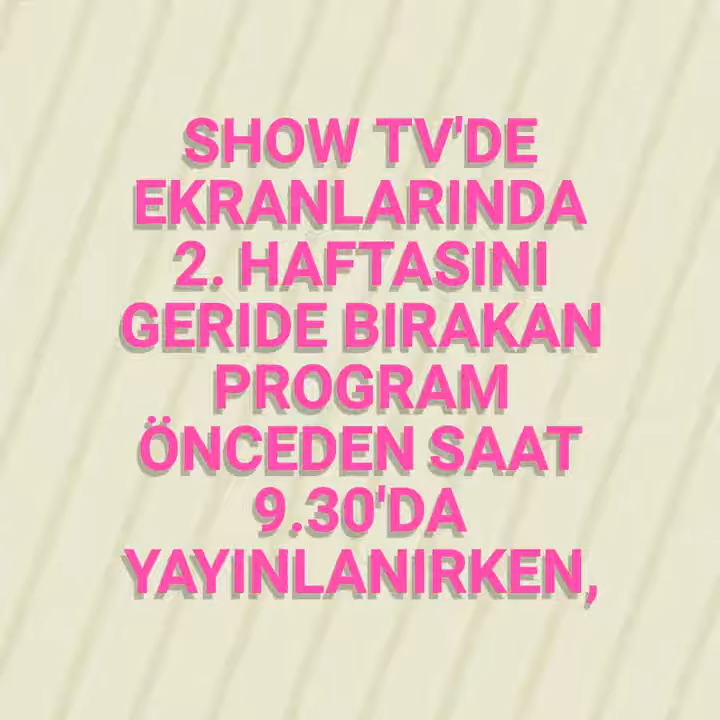 SHOW TV'DE
EKRANLARINDA
2. HAFTASINI
GERIDE BIRAKAN
PROGRAM
ÖNCEDEN SAAT
9.30'DA
YAYINLANIRKEN,